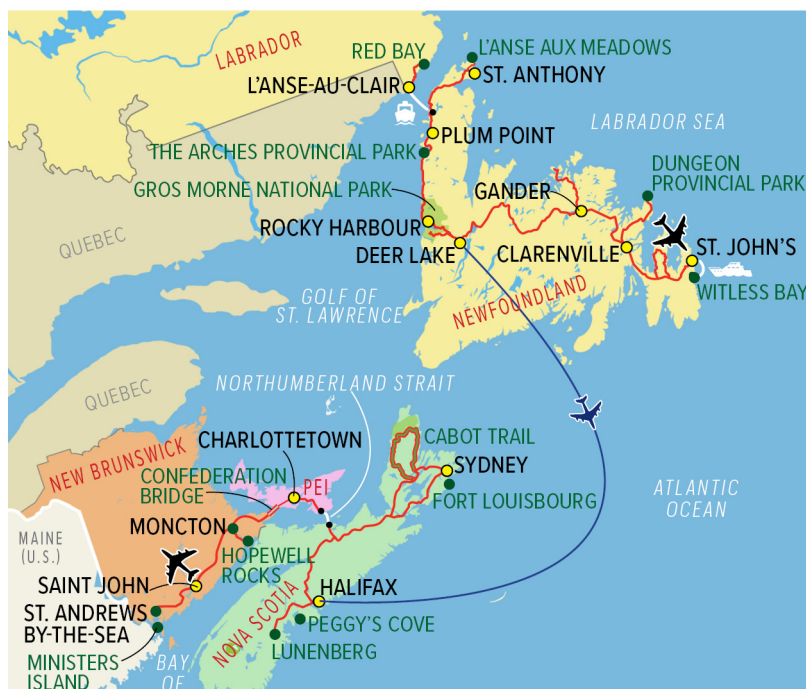 LABRADOR
RED BAY
L'ANSE AUX MEADOWS
L'ANSE-AU-CLAIR
ST. ANTHONY
LABRADOR SEA
PLUM POINT
THE ARCHES PROVINCIAL PARK
DUNGEON
PROVINCIAL PARK
GROS MORNE NATIONAL PARK
GANDER
QUEBEC
ROCKY HARBOUR
DEER LAKE
CLARENVILLE
ST. JOHN'S
WITLESS BAY
NEWFOUNDLAND
GOLF OF
ST. LAWRENCE
QUEBEC
NORTHUMBERLAND STRAIT
NEW BRUNSWICK
CHARLOTTETOWN
CABOT TRAIL
CONFEDERATION
BRIDGE
PEI
SYDNEY
FORT LOUISBOURG
ATLANTIC
OCEAN
MONCTON
MAINE
(U.S.)
HOPEWELL
ROCKS
SAINT JOHN
HALIFAX
ST. ANDREWS
BY-THE-SEA
NOVA SCOTIA
PEGGY'S COVE
LUNENBERG
MINISTERS
ISLAND
BAY
OF